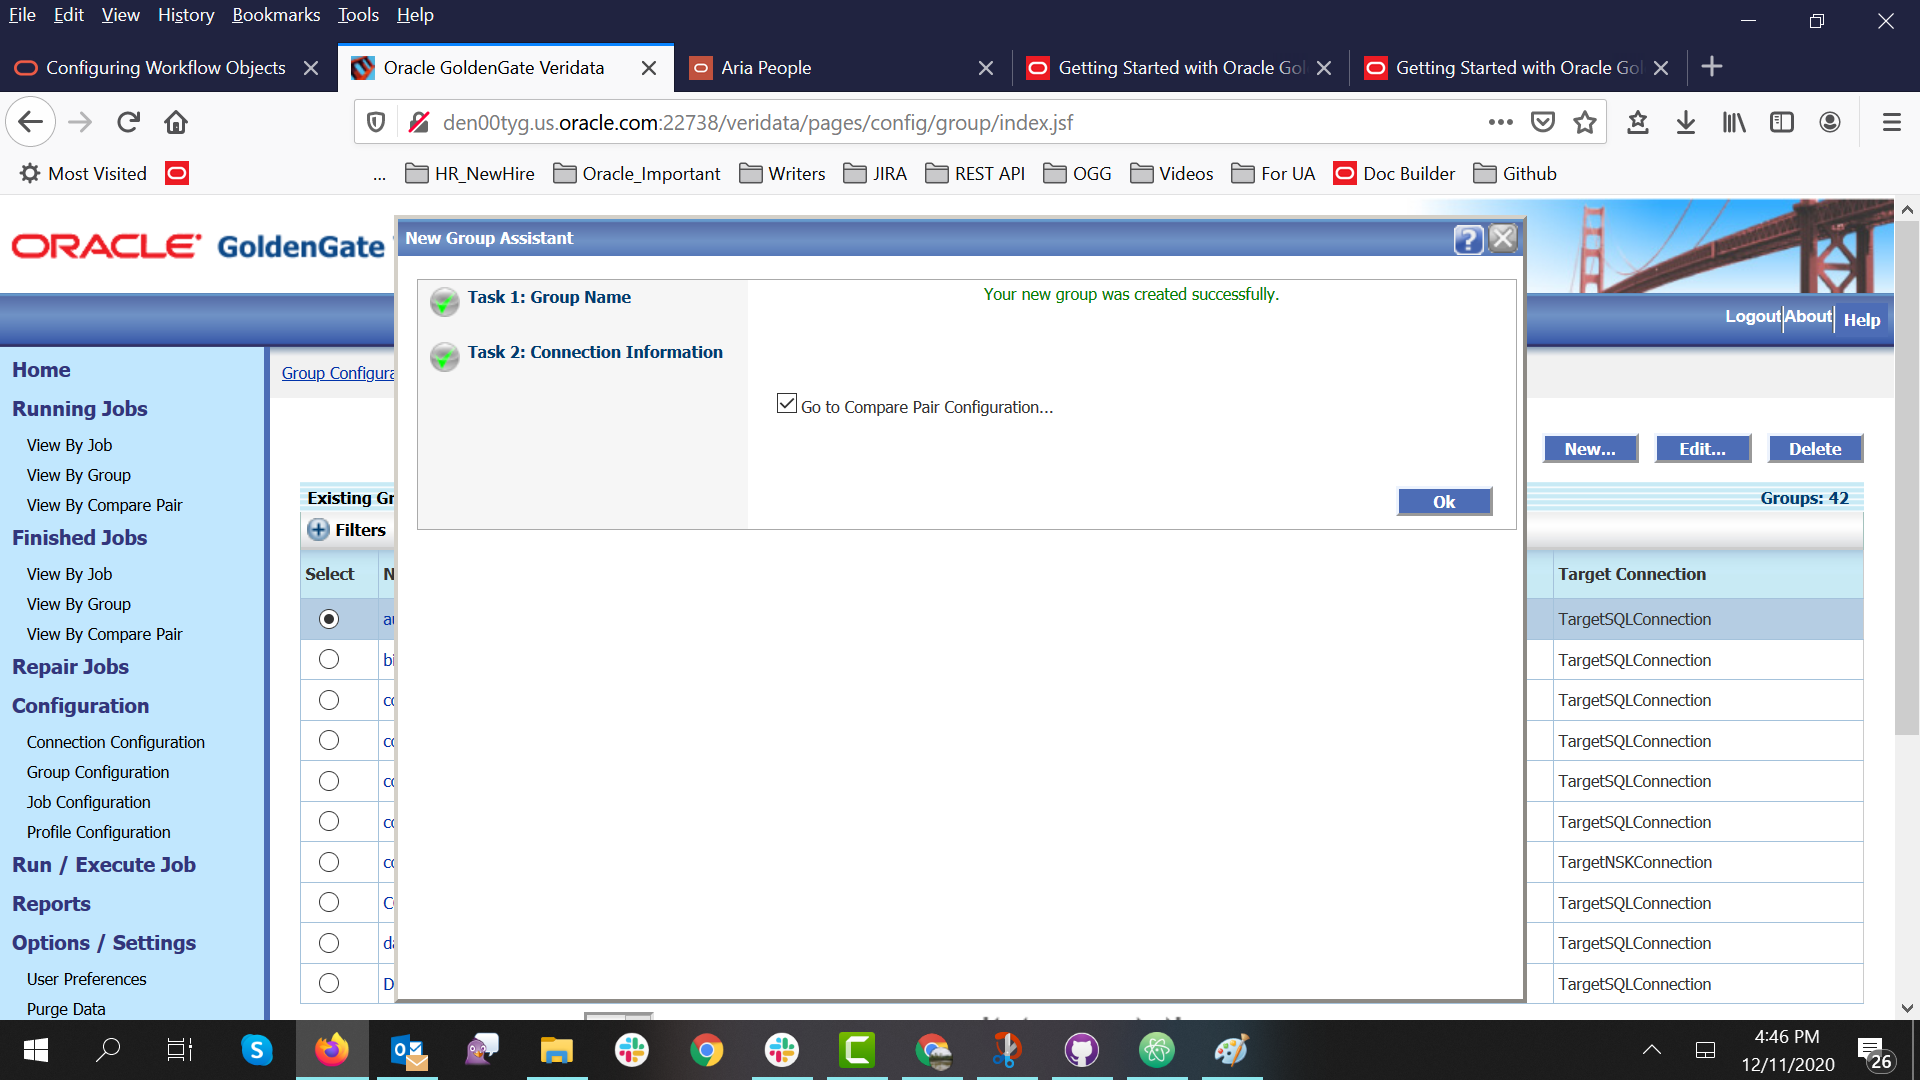 File Edit View History Bookmarks Tools Help
Configuring Workflow Objects
Oracle GoldenGate Veridata
Aria People
Getting Started with Oracle Gol
Getting Started with Oracle Gol
den00tyg.us.oracle.com:22738/veridata/pages/config/group/index.jsf
Most Visited
...
HR_NewHire
Oracle_Important
Writers
JIRA
REST API
OGG
Videos
For UA
Doc Builder
Github
ORACLE GoldenGate
New Group Assistant
?
Task 1: Group Name
Your new group was created successfully.
Task 2: Connection Information
Go to Compare Pair Configuration...
Ok
Logout About Help
Home
Running Jobs
View By Job
View By Group
View By Compare Pair
Finished Jobs
View By Job
View By Group
View By Compare Pair
Repair Jobs
Configuration
Connection Configuration
Group Configuration
Job Configuration
Profile Configuration
Run / Execute Job
Reports
Options / Settings
User Preferences
Purge Data
Group Configura
New... Edit... Delete
Existing Gr
Groups: 42
Filters
Select N Target Connection
TargetSQLConnection
bi TargetSQLConnection
co TargetSQLConnection
co TargetSQLConnection
co TargetSQLConnection
co TargetSQLConnection
co TargetNSKConnection
TargetSQLConnection
da TargetSQLConnection
D TargetSQLConnection
4:46 PM
12/11/2020
26